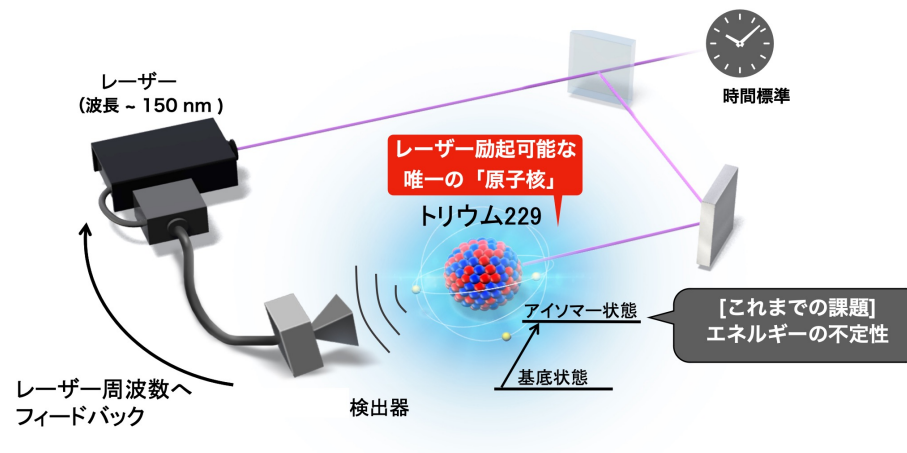 レーザー
(波長 ~ 150 nm )
時間標準
レーザー励起可能な
唯一の「原子核」
トリウム229
[これまでの課題]
エネルギーの不定性
アイソマー状態
基底状態
検出器
レーザー周波数へ
フィードバック